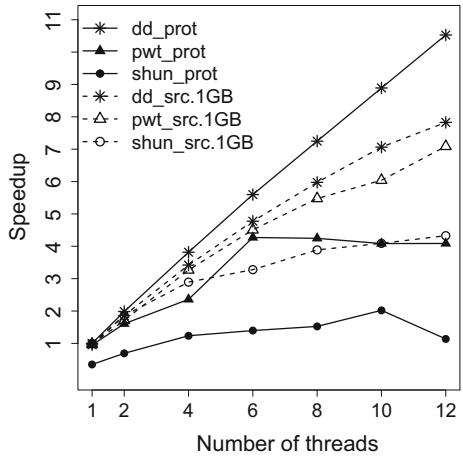 Speedup
11
9
8
7
6
5
4
3
2
1
dd_prot
pwt_prot
shun_prot
dd_src.1GB
pwt_src.1GB
shun_src.1GB
1 2 4 6 8 10 12
Number of threads